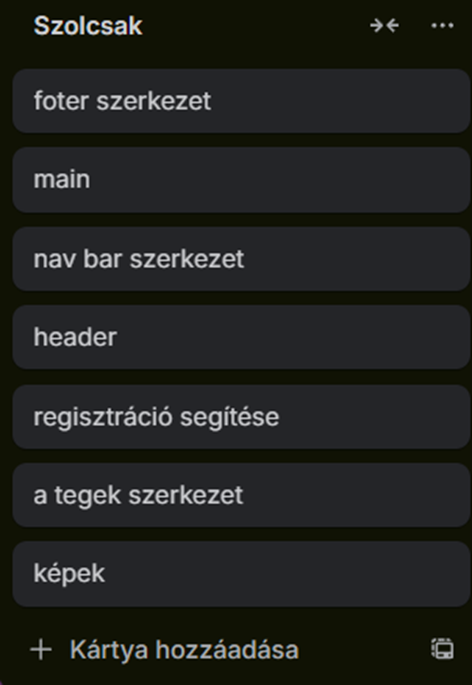 Szolcsak
foter szerkezet
main
nav bar szerkezet
header
regisztráció segítése
a tegek szerkezet
képek
Kártya hozzáadása